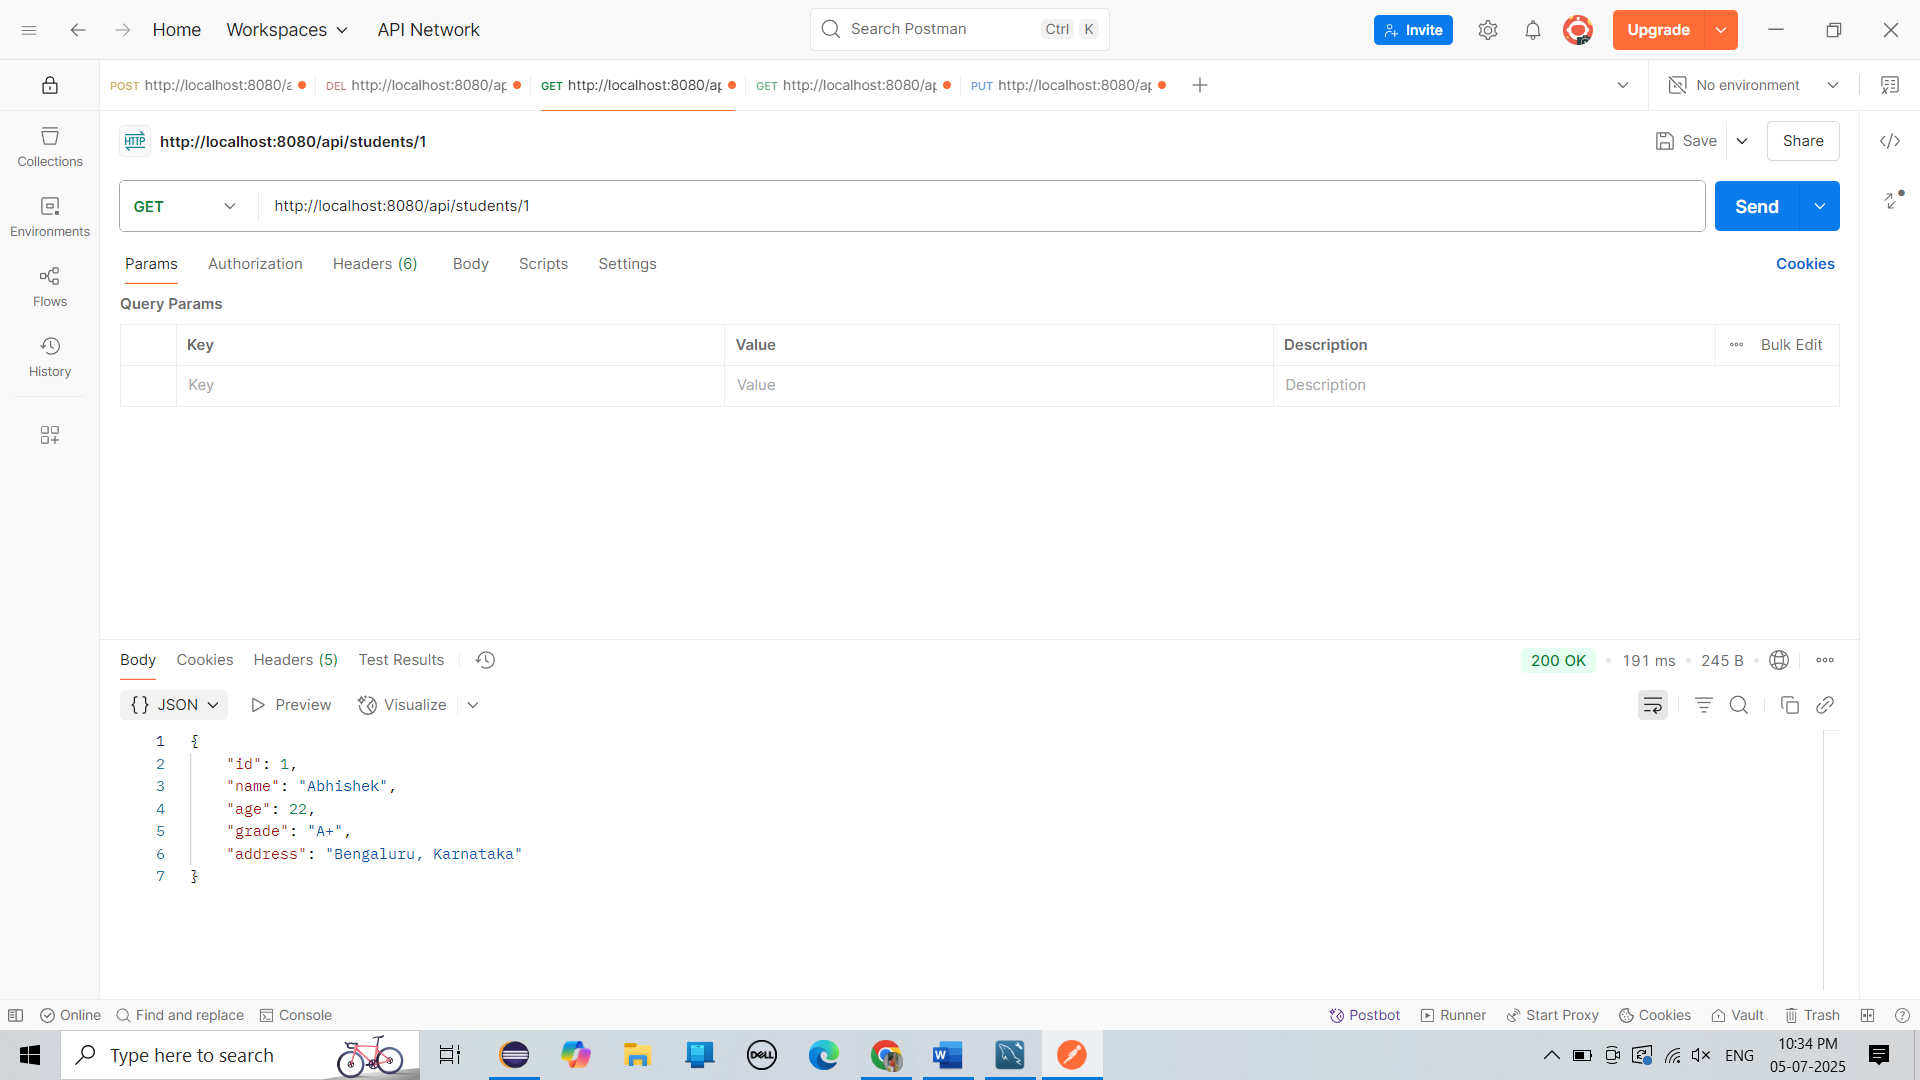 Home Workspaces API Network Search Postman Ctrl K Invite Upgrade
POST http://localhost:8080/a DEL http://localhost:8080/ap GET http://localhost:8080/ap GET http://localhost:8080/ap PUT http://localhost:8080/ap No environment
Collections
Environments
Flows
History
HTTP http://localhost:8080/api/students/1 Save Share
GET http://localhost:8080/api/students/1 Send
Params Authorization Headers (6) Body Scripts Settings Cookies
Query Params
Key Value Description Bulk Edit
Key Value Description
Body Cookies Headers (5) Test Results 200 OK 191 ms 245 B
{} JSON Preview Visualize
1 {
2 "id": 1,
3 "name": "Abhishek",
4 "age": 22,
5 "grade": "A+",
6 "address": "Bengaluru, Karnataka"
7 }
Online Find and replace Console Postbot Runner Start Proxy Cookies Vault Trash
Type here to search DELL W ENG 10:34 PM
05-07-2025